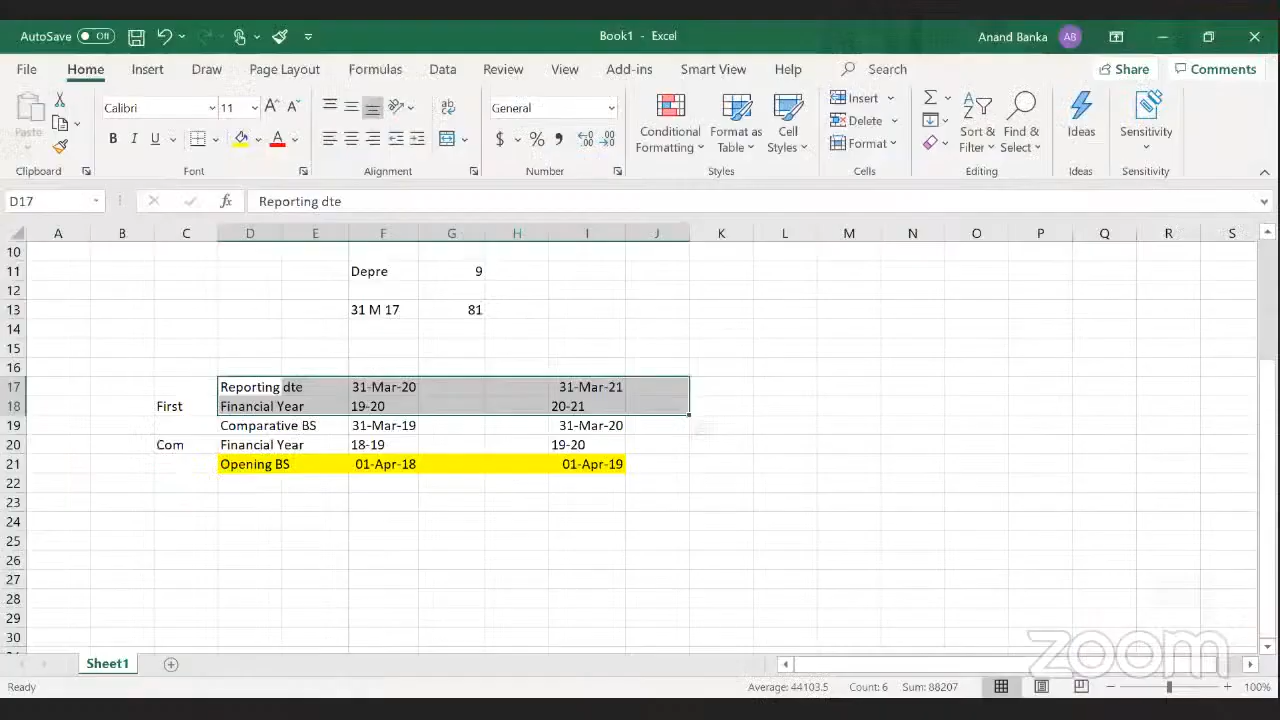 AutoSave Off Book1 - Excel Anand Banka AB
File Home Insert Draw Page Layout Formulas Data Review View Add-ins Smart View Help Search Share Comments
Paste Calibri 11 General Conditional Formatting Format as Table Cell Styles Insert Delete Format Sort & Filter Find & Select Ideas Sensitivity
Clipboard Font Alignment Number Styles Cells Editing Ideas Sensitivity
D17 fx Reporting dte
A B C D E F G H I J K L M N O P Q R S
10
11 Depre 9
12
13 31 M 17 81
14
15
16
17 Reporting dte 31-Mar-20 31-Mar-21
18 First Financial Year 19-20 20-21
19 Comparative BS 31-Mar-19 31-Mar-20
20 Com Financial Year 18-19 19-20
21 Opening BS 01-Apr-18 01-Apr-19
22
23
24
25
26
27
28
29
30
zoom
Sheet1
Ready Average: 44103.5 Count: 6 Sum: 88207 100%